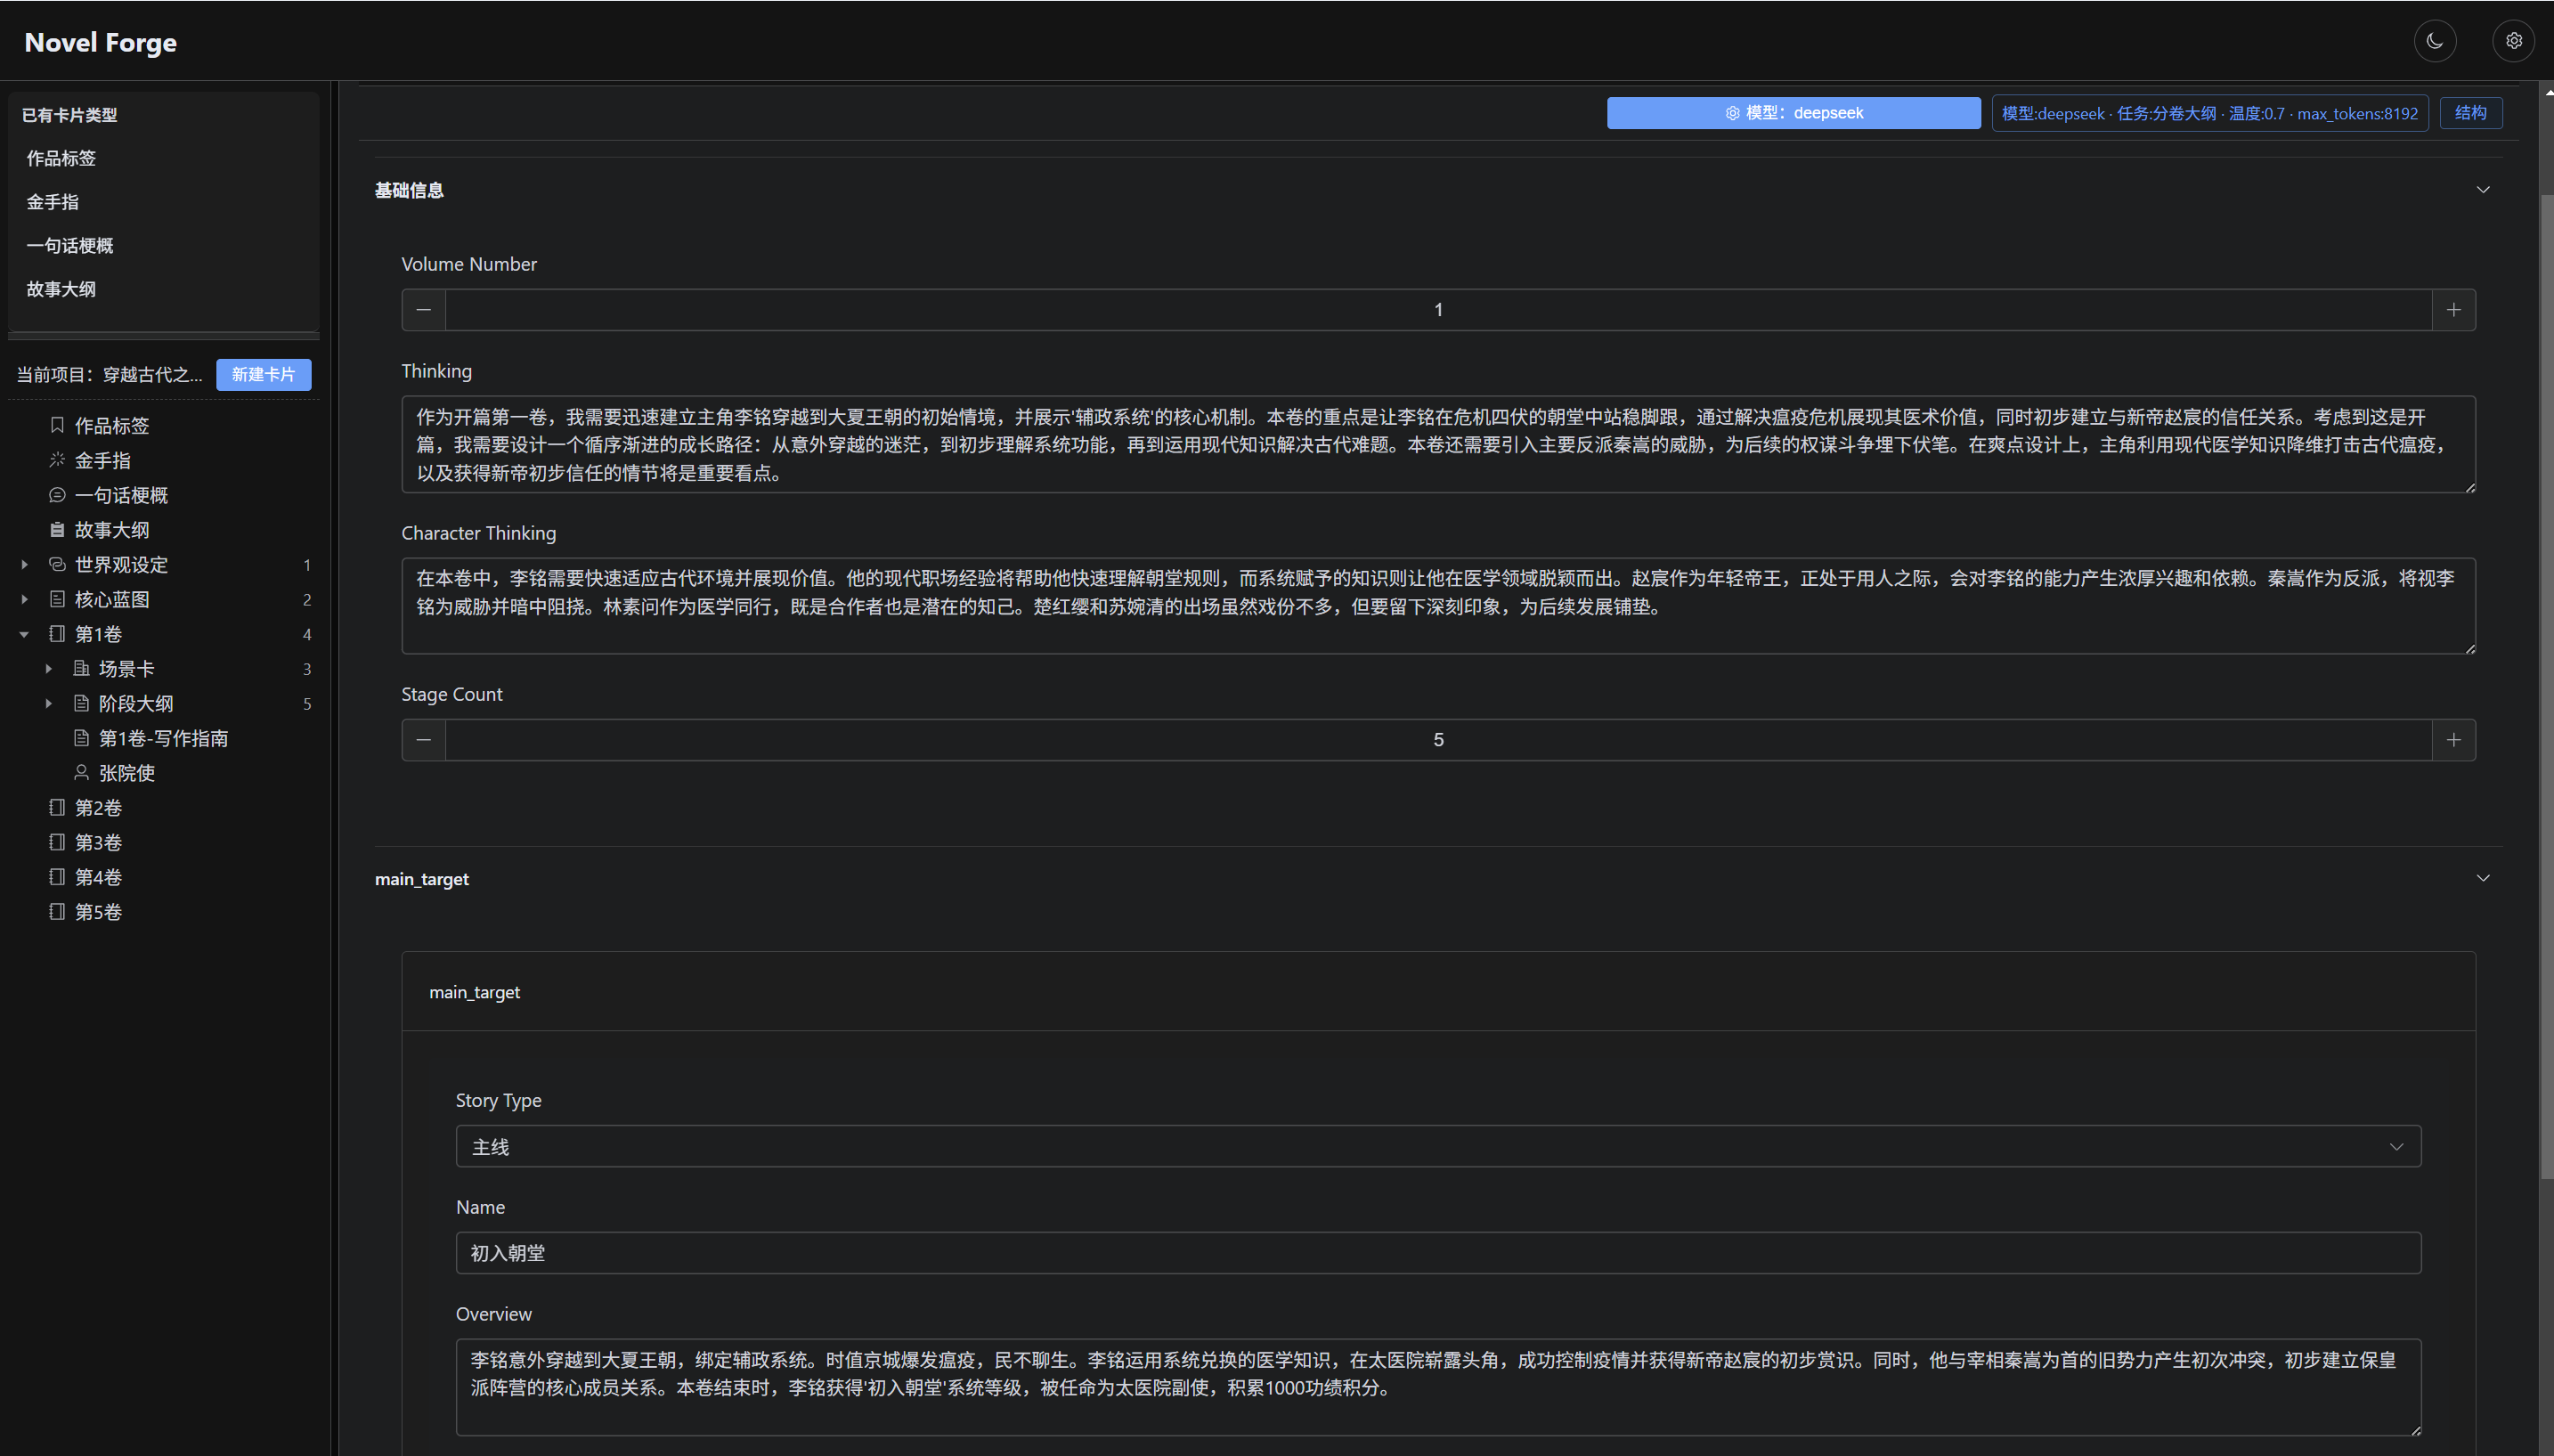 Novel Forge
已有卡片类型
作品标签
金手指
一句话梗概
故事大纲
当前项目：穿越古代之...
新建卡片
作品标签
金手指
一句话梗概
故事大纲
世界观设定 1
核心蓝图 2
第1卷 4
场景卡 3
阶段大纲 5
第1卷-写作指南
张院使
第2卷
第3卷
第4卷
第5卷
模型：deepseek
模型:deepseek · 任务:分卷大纲 · 温度:0.7 · max_tokens:8192
结构
基础信息
Volume Number
1
Thinking
作为开篇第一卷，我需要迅速建立主角李铭穿越到大夏王朝的初始情境，并展示'辅政系统'的核心机制。本卷的重点是让李铭在危机四伏的朝堂中站稳脚跟，通过解决瘟疫危机展现其医术价值，同时初步建立与新帝赵宸的信任关系。考虑到这是开
篇，我需要设计一个循序渐进的成长路径：从意外穿越的迷茫，到初步理解系统功能，再到运用现代知识解决古代难题。本卷还需要引入主要反派秦嵩的威胁，为后续的权谋斗争埋下伏笔。在爽点设计上，主角利用现代医学知识降维打击古代瘟疫，
以及获得新帝初步信任的情节将是重要看点。
Character Thinking
在本卷中，李铭需要快速适应古代环境并展现价值。他的现代职场经验将帮助他快速理解朝堂规则，而系统赋予的知识则让他在医学领域脱颖而出。赵宸作为年轻帝王，正处于用人之际，会对李铭的能力产生浓厚兴趣和依赖。秦嵩作为反派，将视李
铭为威胁并暗中阻挠。林素问作为医学同行，既是合作者也是潜在的知己。楚红缨和苏婉清的出场虽然戏份不多，但要留下深刻印象，为后续发展铺垫。
Stage Count
5
main_target
main_target
Story Type
主线
Name
初入朝堂
Overview
李铭意外穿越到大夏王朝，绑定辅政系统。时值京城爆发瘟疫，民不聊生。李铭运用系统兑换的医学知识，在太医院崭露头角，成功控制疫情并获得新帝赵宸的初步赏识。同时，他与宰相秦嵩为首的旧势力产生初次冲突，初步建立保皇
派阵营的核心成员关系。本卷结束时，李铭获得'初入朝堂'系统等级，被任命为太医院副使，积累1000功绩积分。